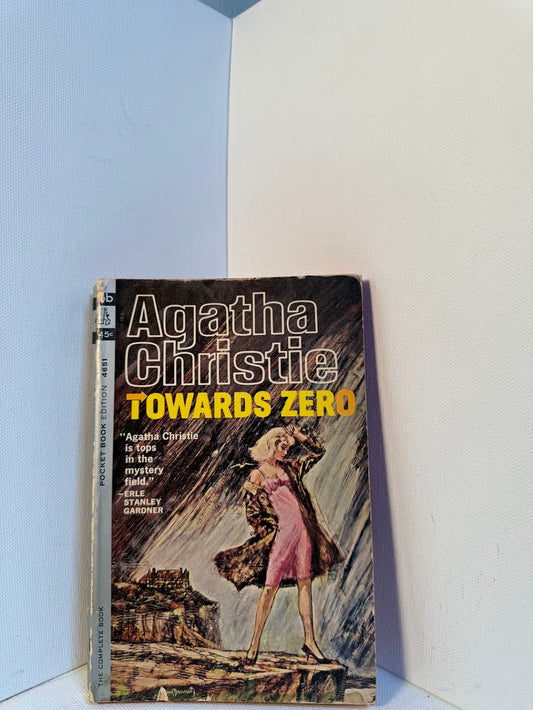 45¢
POCKET BOOK EDITION 4651
THE COMPLETE BOOK
Agatha
Christie
TOWARDS ZERO
"Agatha Christie
is tops
in the
mystery
field."
—ERLE
STANLEY
GARDNER